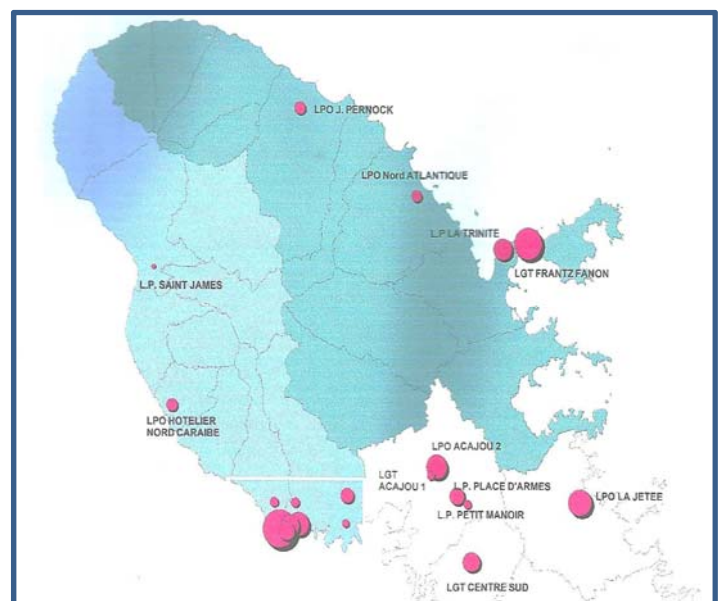 LPO J. PERNOCK
LPO Nord ATLANTIQUE
L.P. LA TRINITE
LGT FRANTZ FANON
L.P. SAINT JAMES
LPO HOTELIER
NORD CARAIBE
LPO ACAJOU 2
LGT
ACAJOU 1
L.P. PLACE D'ARMES
L.P. PETIT MANOIR
LPO LA JETEE
LGT CENTRE SUD